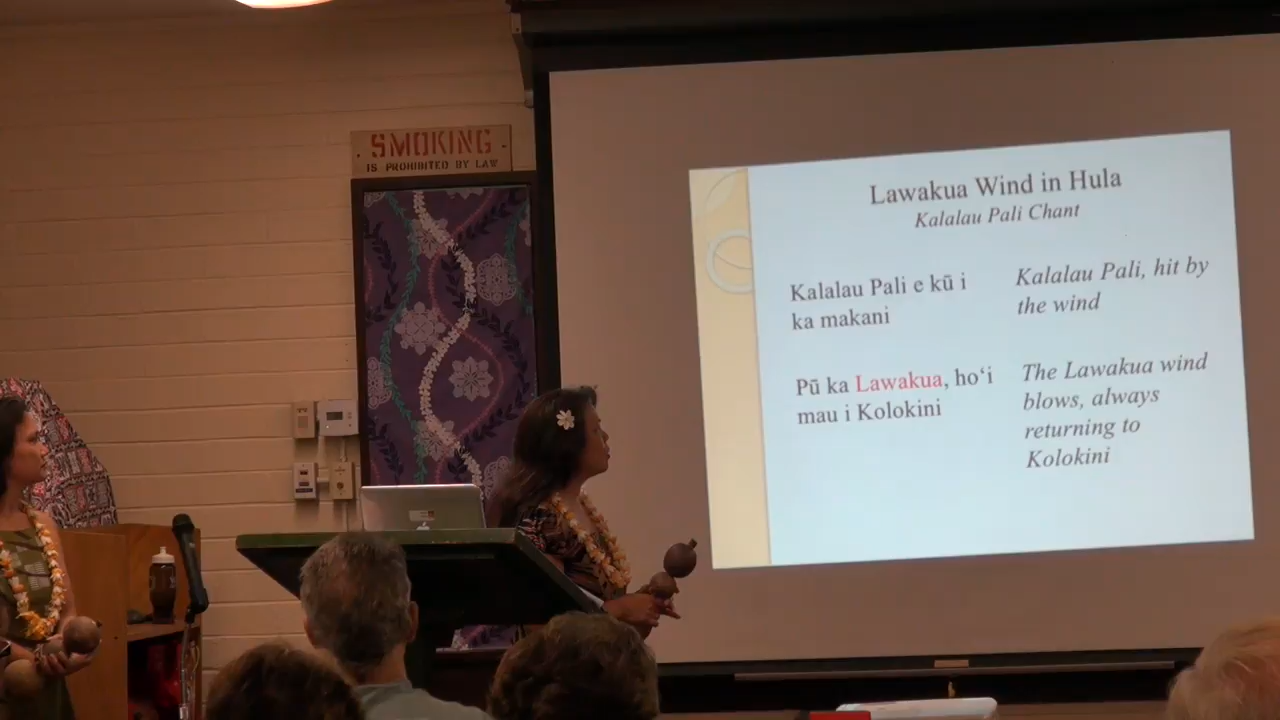 SMOKING
IS PROHIBITED BY LAW
Lawakua Wind in Hula
Kalalau Pali Chant
Kalalau Pali e kū i
ka makani
Kalalau Pali, hit by
the wind
Pū ka Lawakua, hoʻi
mau i Kolokini
The Lawakua wind
blows, always
returning to
Kolokini